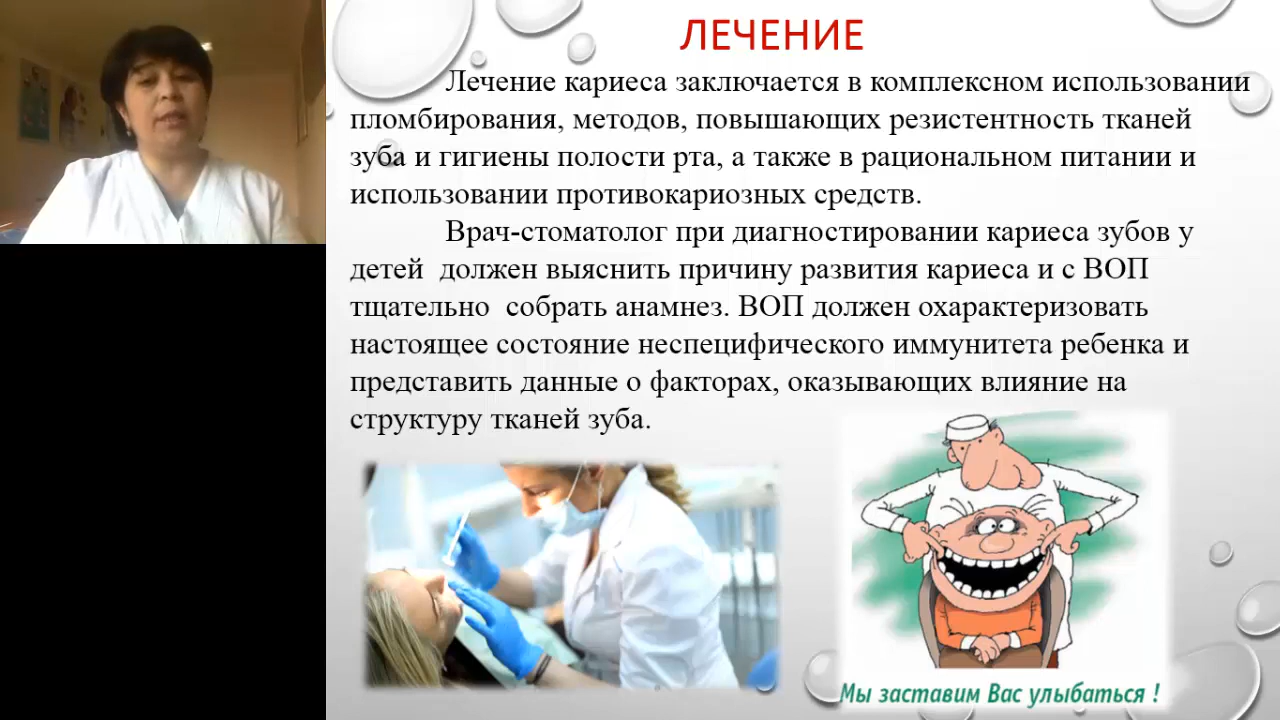 ЛЕЧЕНИЕ
Лечение кариеса заключается в комплексном использовании
пломбирования, методов, повышающих резистентность тканей
зуба и гигиены полости рта, а также в рациональном питании и
использовании противокариозных средств.
Врач-стоматолог при диагностировании кариеса зубов у
детей  должен выяснить причину развития кариеса и с ВОП
тщательно  собрать анамнез. ВОП должен охарактеризовать
настоящее состояние неспецифического иммунитета ребенка и
представить данные о факторах, оказывающих влияние на
структуру тканей зуба.
Мы заставим Вас улыбаться !